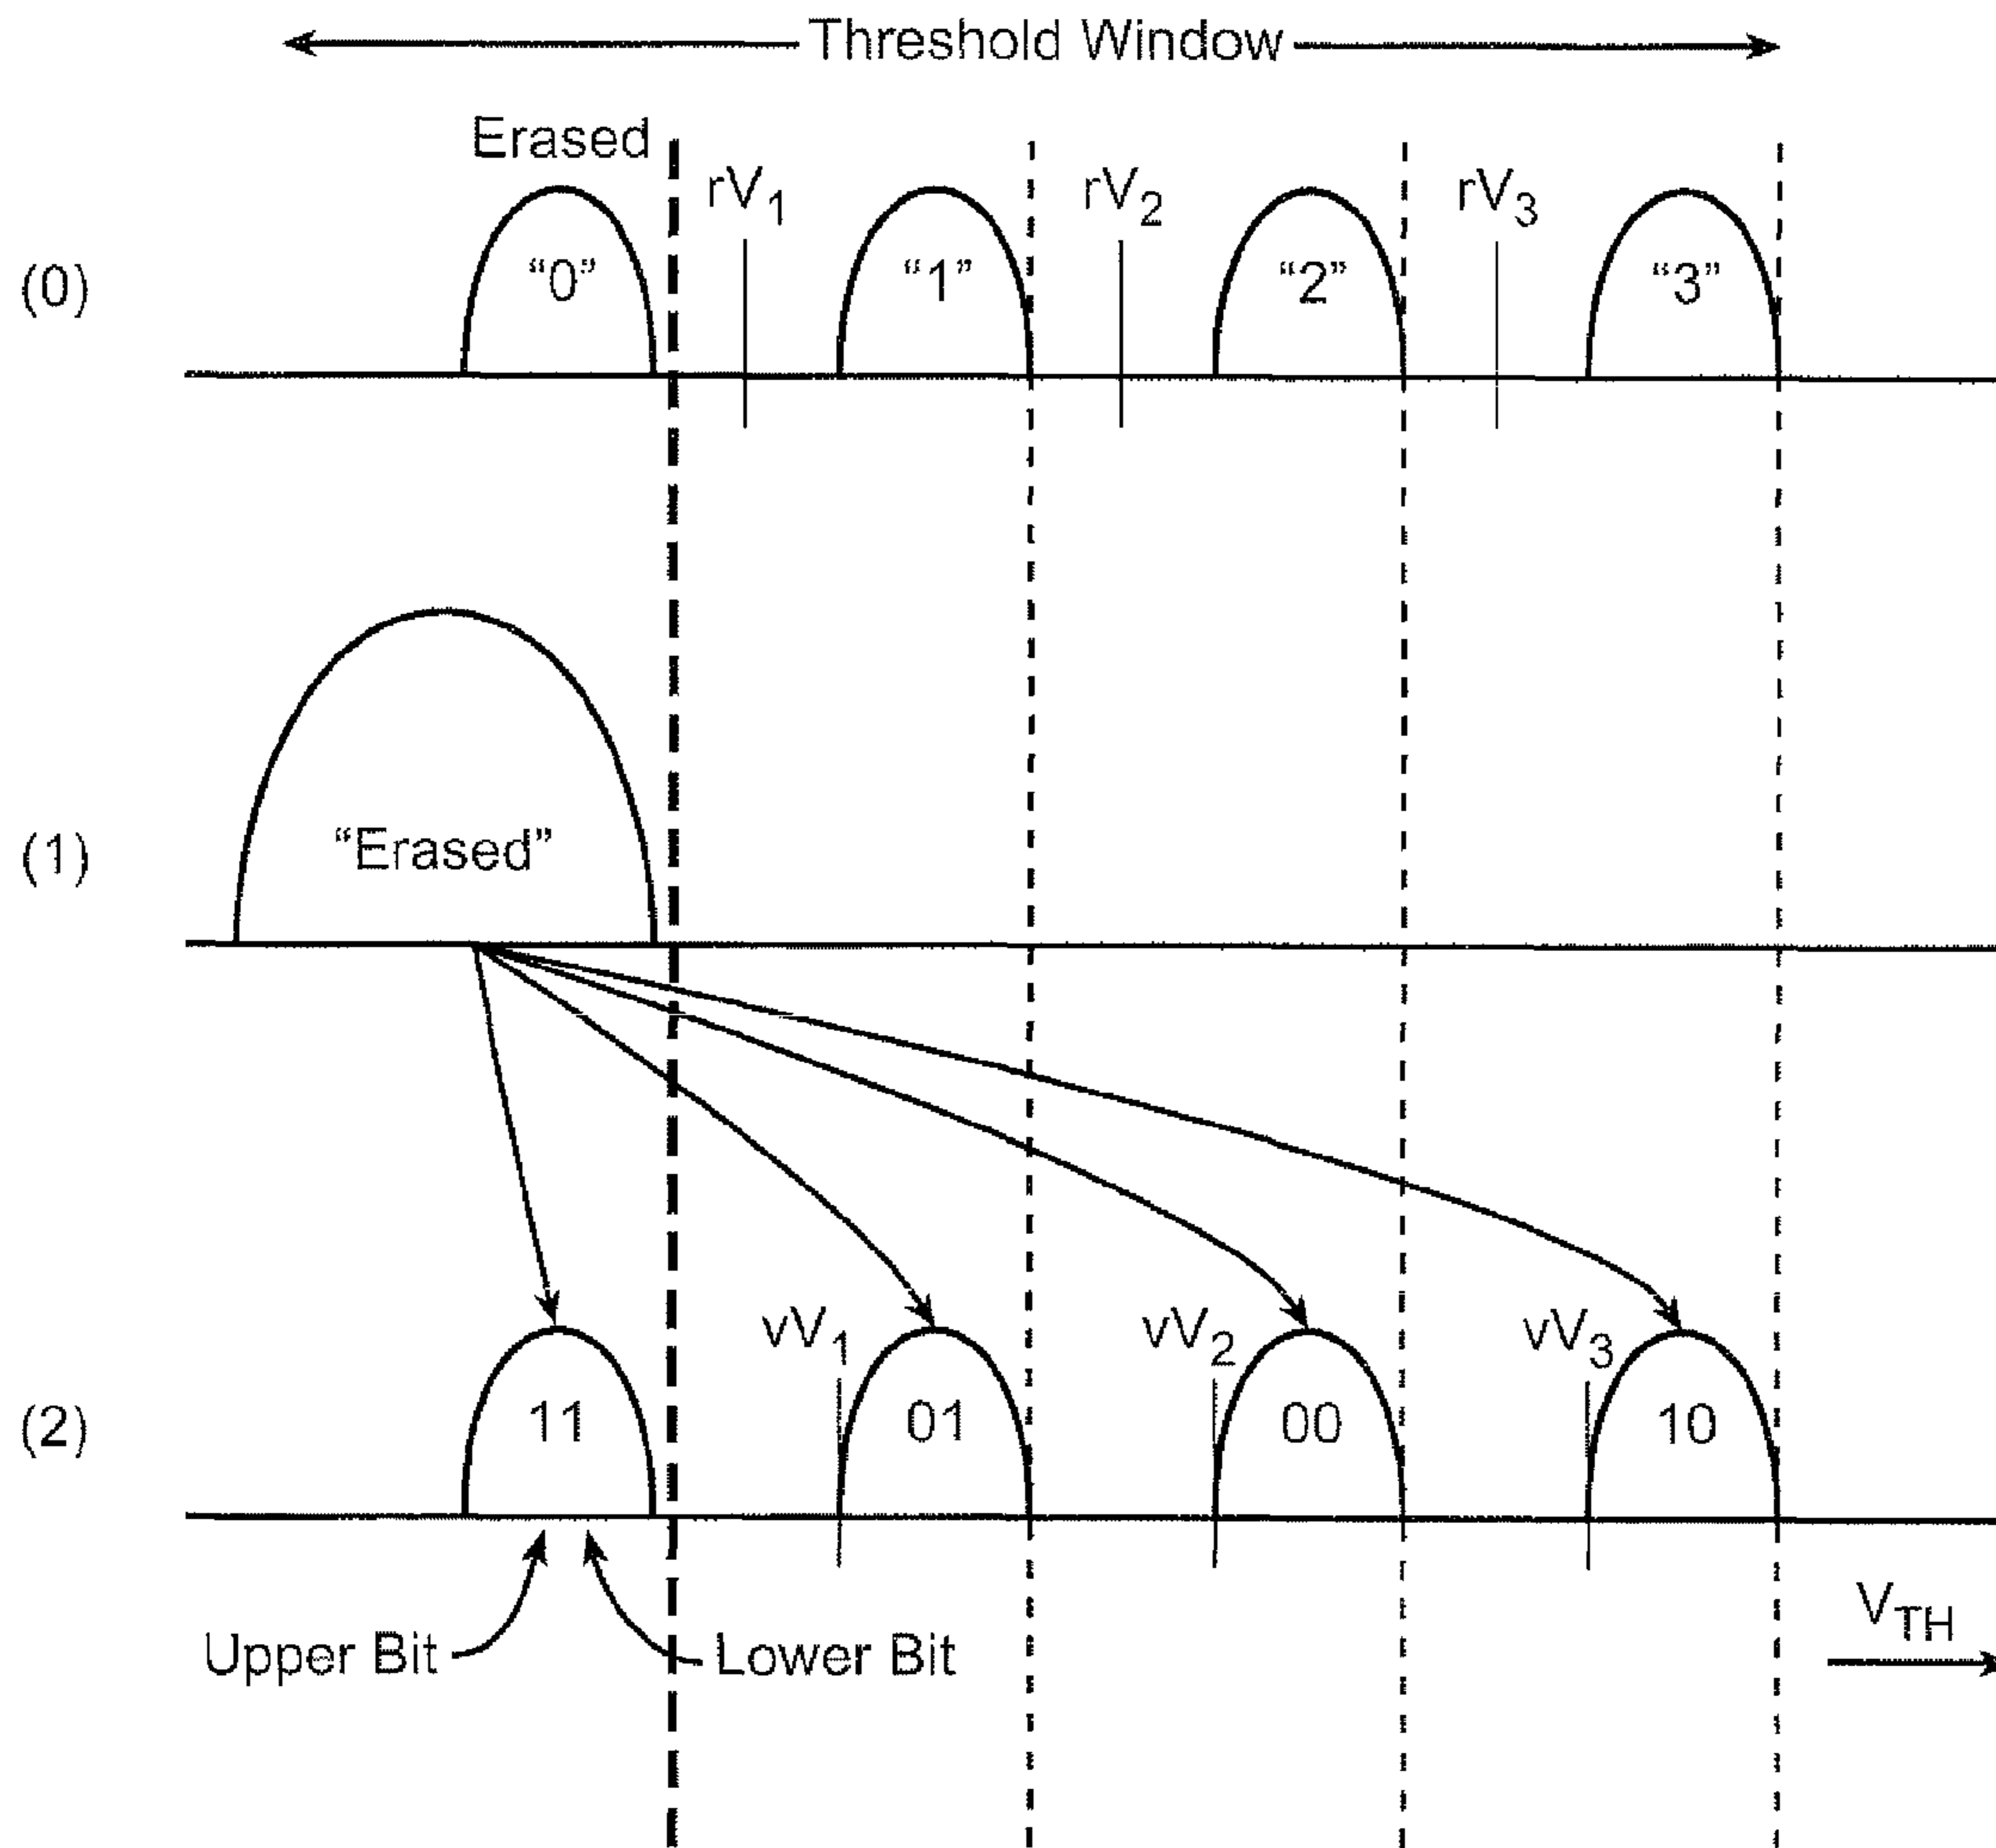 Threshold Window
Erased
rV1 rV2 rV3
(0) “0” “1” “2” “3”
(1) “Erased”
vV1 vV2 vV3
(2) 11 01 00 10
VTH
Upper Bit Lower Bit